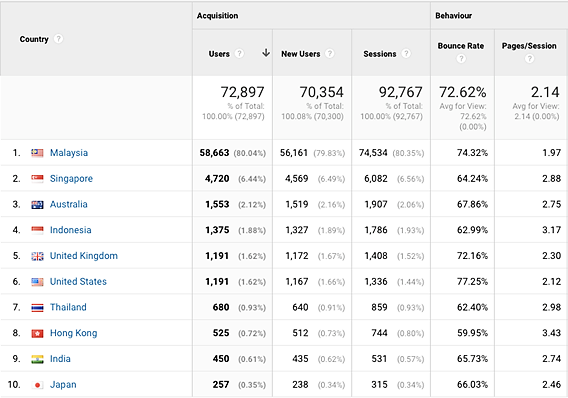 Acquisition Behaviour
Country ? Users ? ↓ New Users ? Sessions ? Bounce Rate ? Pages/Session ?
72,897 70,354 92,767 72.62% 2.14
% of Total: % of Total: % of Total: Avg for View: Avg for View:
100.00% (72,897) 100.08% (70,300) 100.00% (92,767) 72.62% 2.14 (0.00%)
(0.00%)
1. Malaysia 58,663 (80.04%) 56,161 (79.83%) 74,534 (80.35%) 74.32% 1.97
2. Singapore 4,720 (6.44%) 4,569 (6.49%) 6,082 (6.56%) 64.24% 2.88
3. Australia 1,553 (2.12%) 1,519 (2.16%) 1,907 (2.06%) 67.86% 2.75
4. Indonesia 1,375 (1.88%) 1,327 (1.89%) 1,786 (1.93%) 62.99% 3.17
5. United Kingdom 1,191 (1.62%) 1,172 (1.67%) 1,408 (1.52%) 72.16% 2.30
6. United States 1,191 (1.62%) 1,167 (1.66%) 1,336 (1.44%) 77.25% 2.12
7. Thailand 680 (0.93%) 640 (0.91%) 859 (0.93%) 62.40% 2.98
8. Hong Kong 525 (0.72%) 512 (0.73%) 744 (0.80%) 59.95% 3.43
9. India 450 (0.61%) 435 (0.62%) 531 (0.57%) 65.73% 2.74
10. Japan 257 (0.35%) 238 (0.34%) 315 (0.34%) 66.03% 2.46